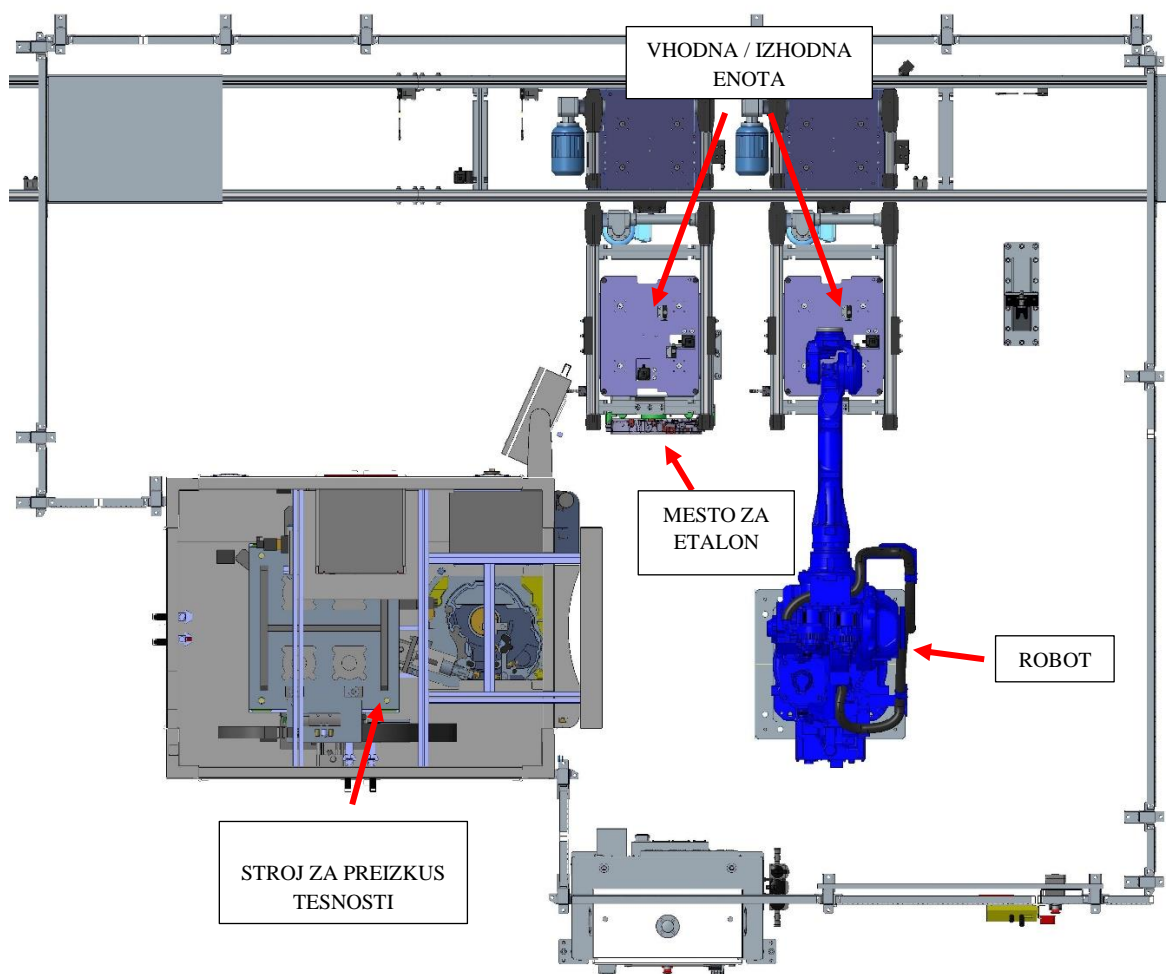 VHODNA / IZHODNA
ENOTA
MESTO ZA
ETALON
ROBOT
STROJ ZA PREIZKUS
TESNOSTI